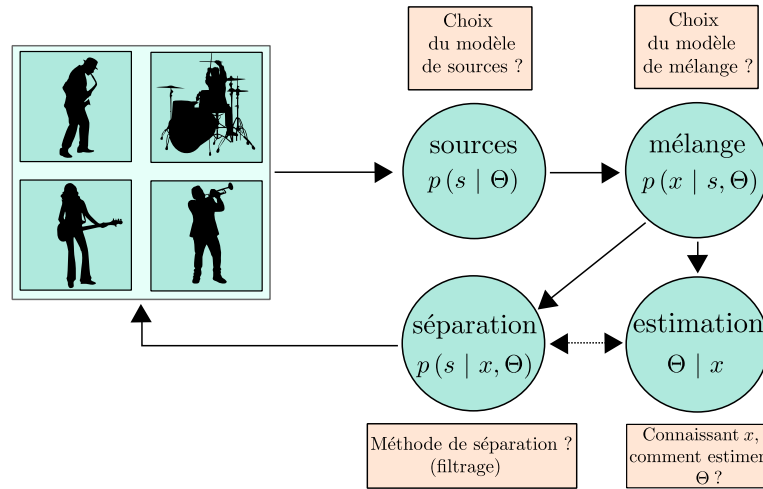 Choix
du modèle
de sources ?
Choix
du modèle
de mélange ?
sources
p (s | Θ)
mélange
p (x | s, Θ)
séparation
p (s | x, Θ)
estimation
Θ | x
Méthode de séparation ?
(filtrage)
Connaissant x,
comment estimer
Θ ?